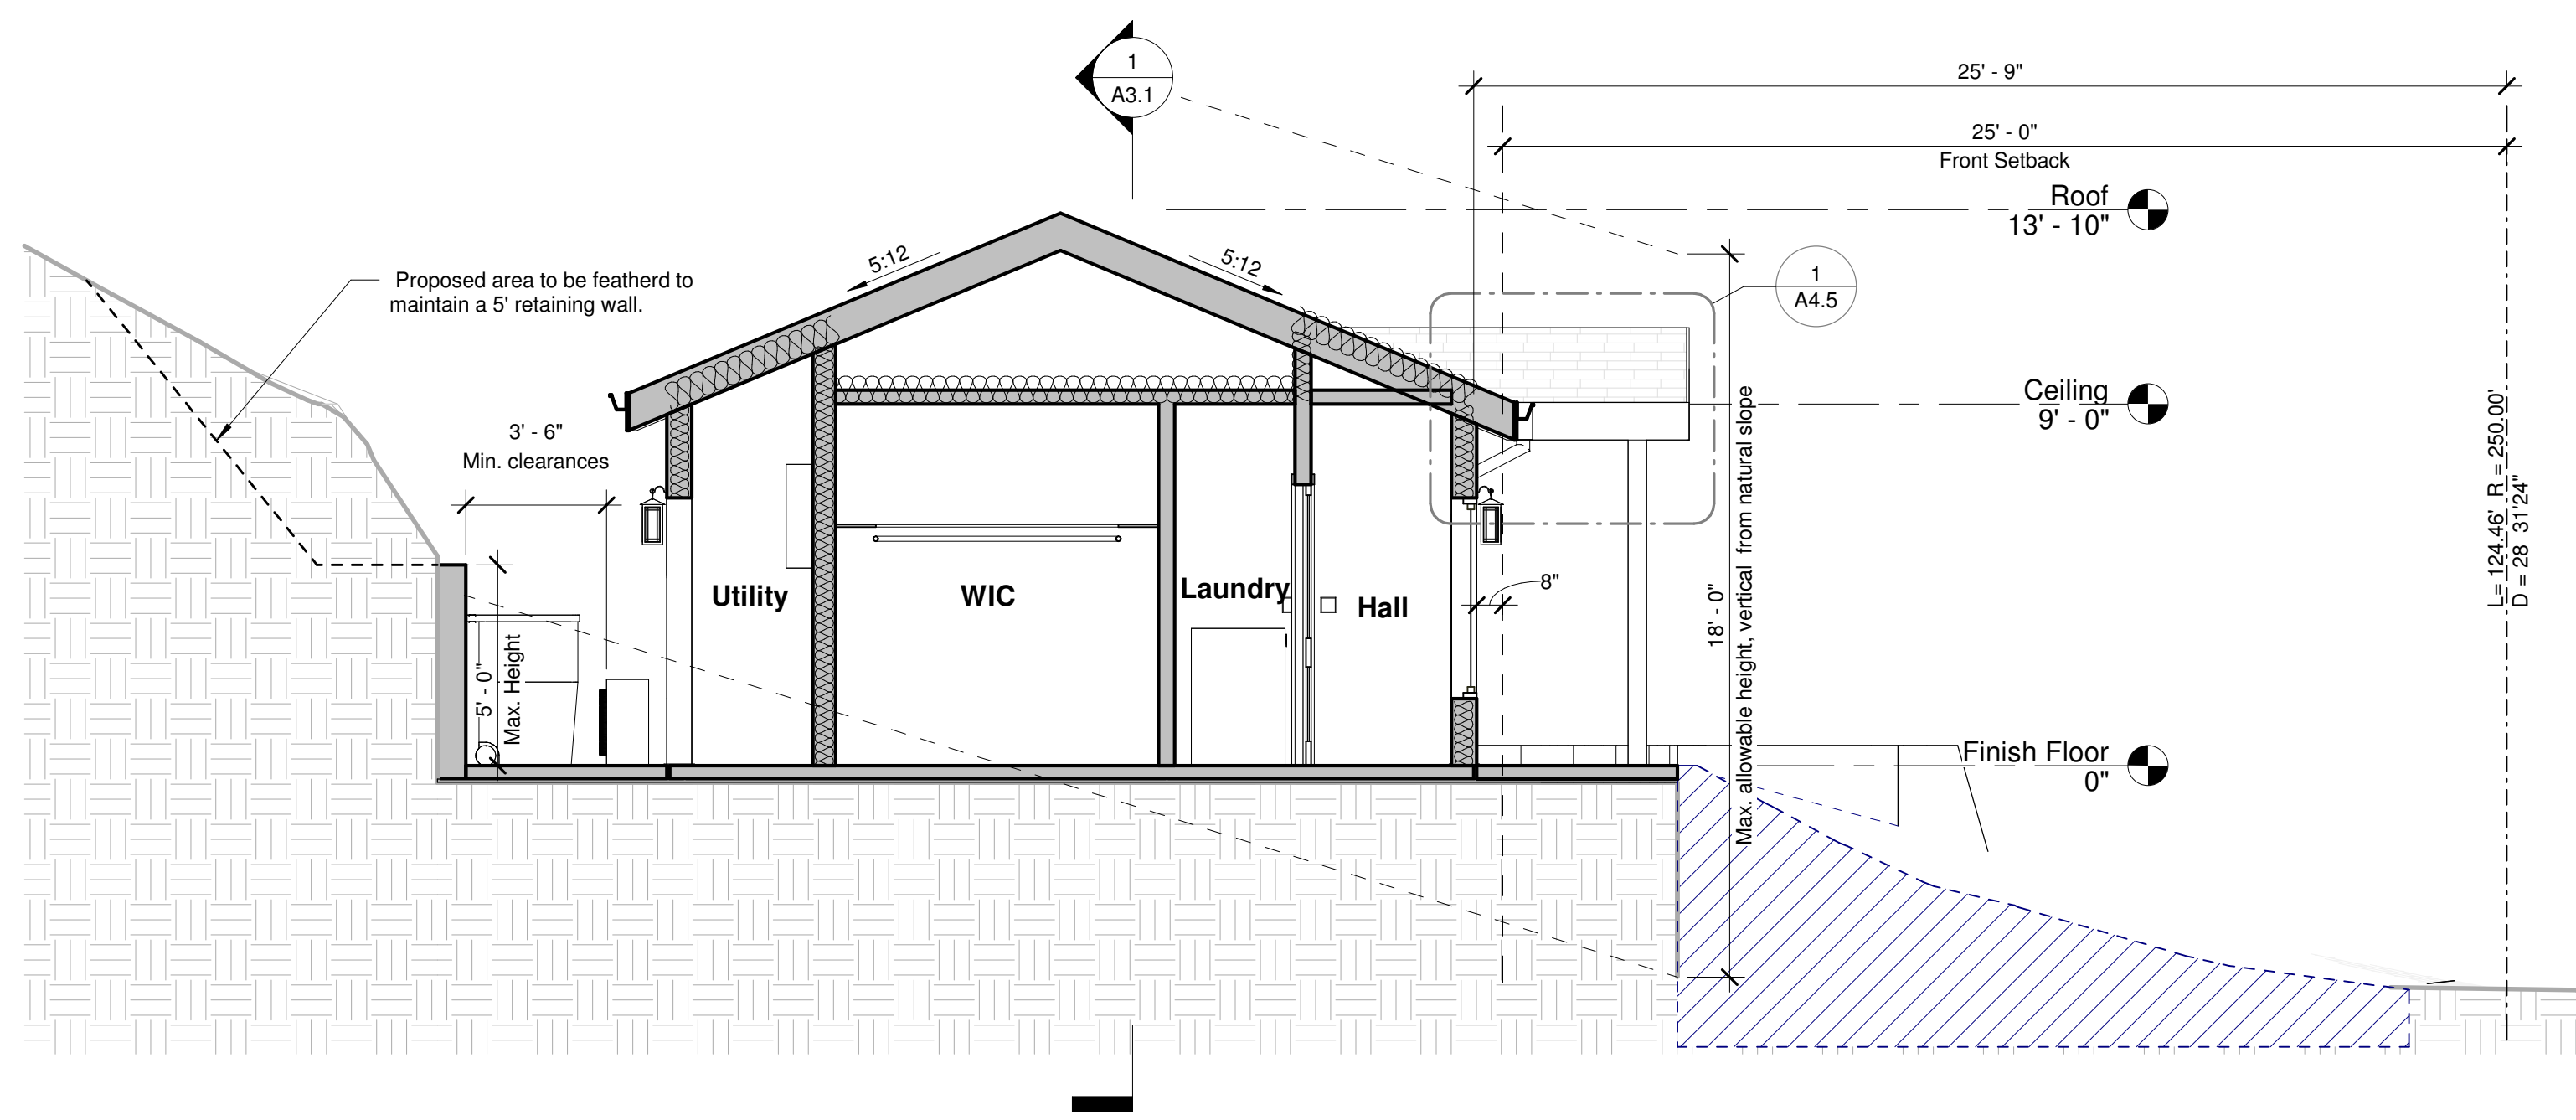 1
A3.1
25' - 9"
25' - 0"
Front Setback
Roof
13' - 10"
5:12
5:12
1
A4.5
Proposed area to be featherd to
maintain a 5' retaining wall.
Ceiling
9' - 0"
3' - 6"
Min. clearances
L= 124.46' R = 250.00'
D = 28 31'24"
18' - 0"
Max. allowable height, vertical from natural slope
8"
Utility
WIC
Laundry
Hall
5' - 0"
Max. Height
Finish Floor
0"